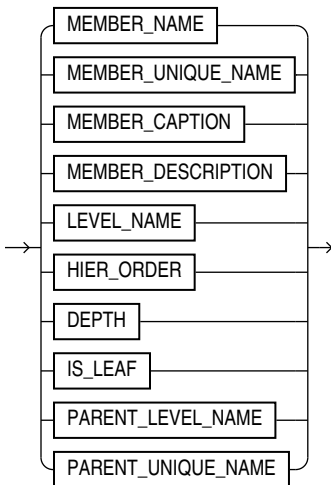 MEMBER_NAME
MEMBER_UNIQUE_NAME
MEMBER_CAPTION
MEMBER_DESCRIPTION
LEVEL_NAME
HIER_ORDER
DEPTH
IS_LEAF
PARENT_LEVEL_NAME
PARENT_UNIQUE_NAME